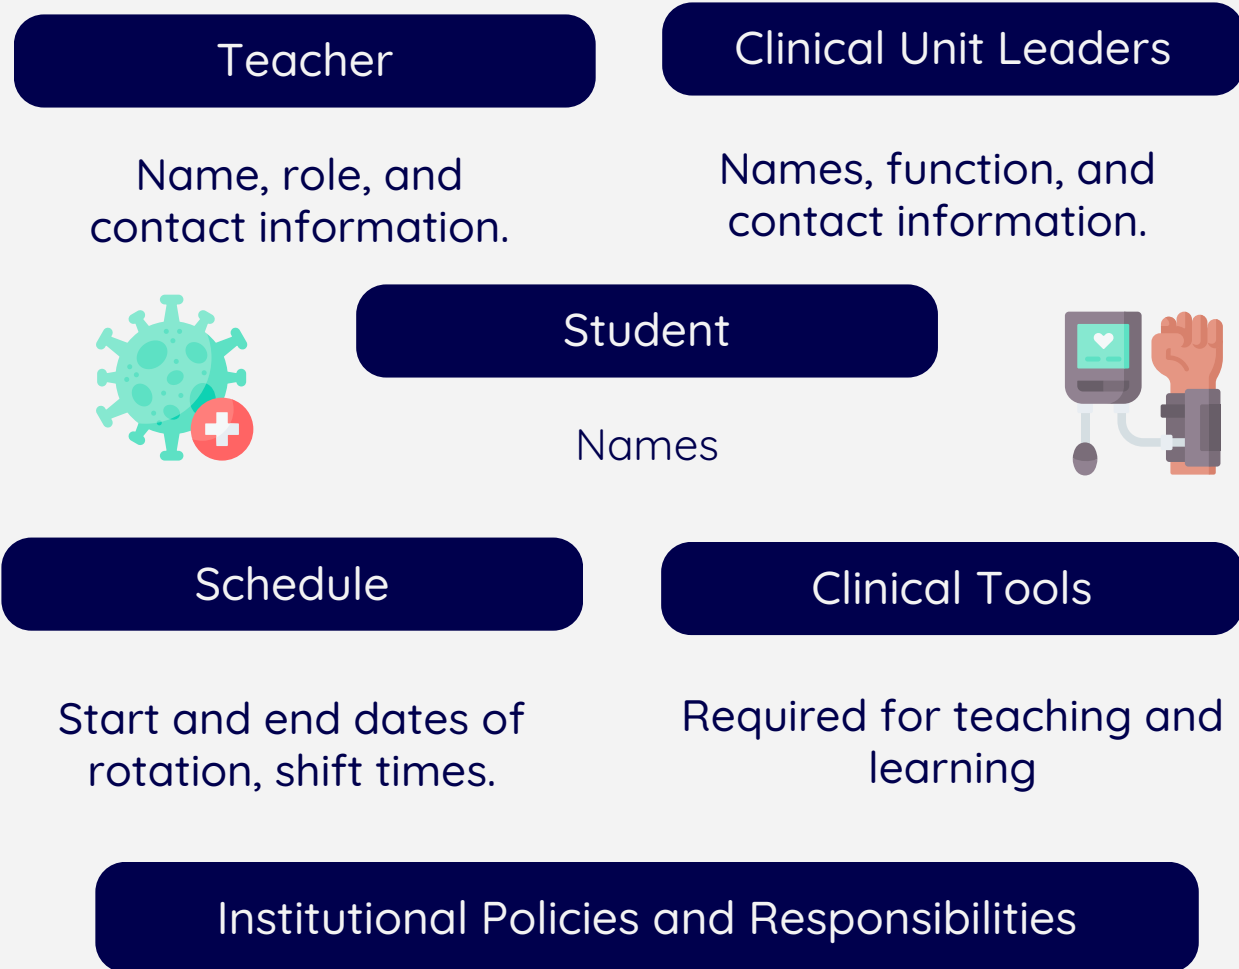 Teacher
Clinical Unit Leaders
Name, role, and
contact information.
Names, function, and
contact information.
Student
Names
Schedule
Clinical Tools
Start and end dates of
rotation, shift times.
Required for teaching and
learning
Institutional Policies and Responsibilities